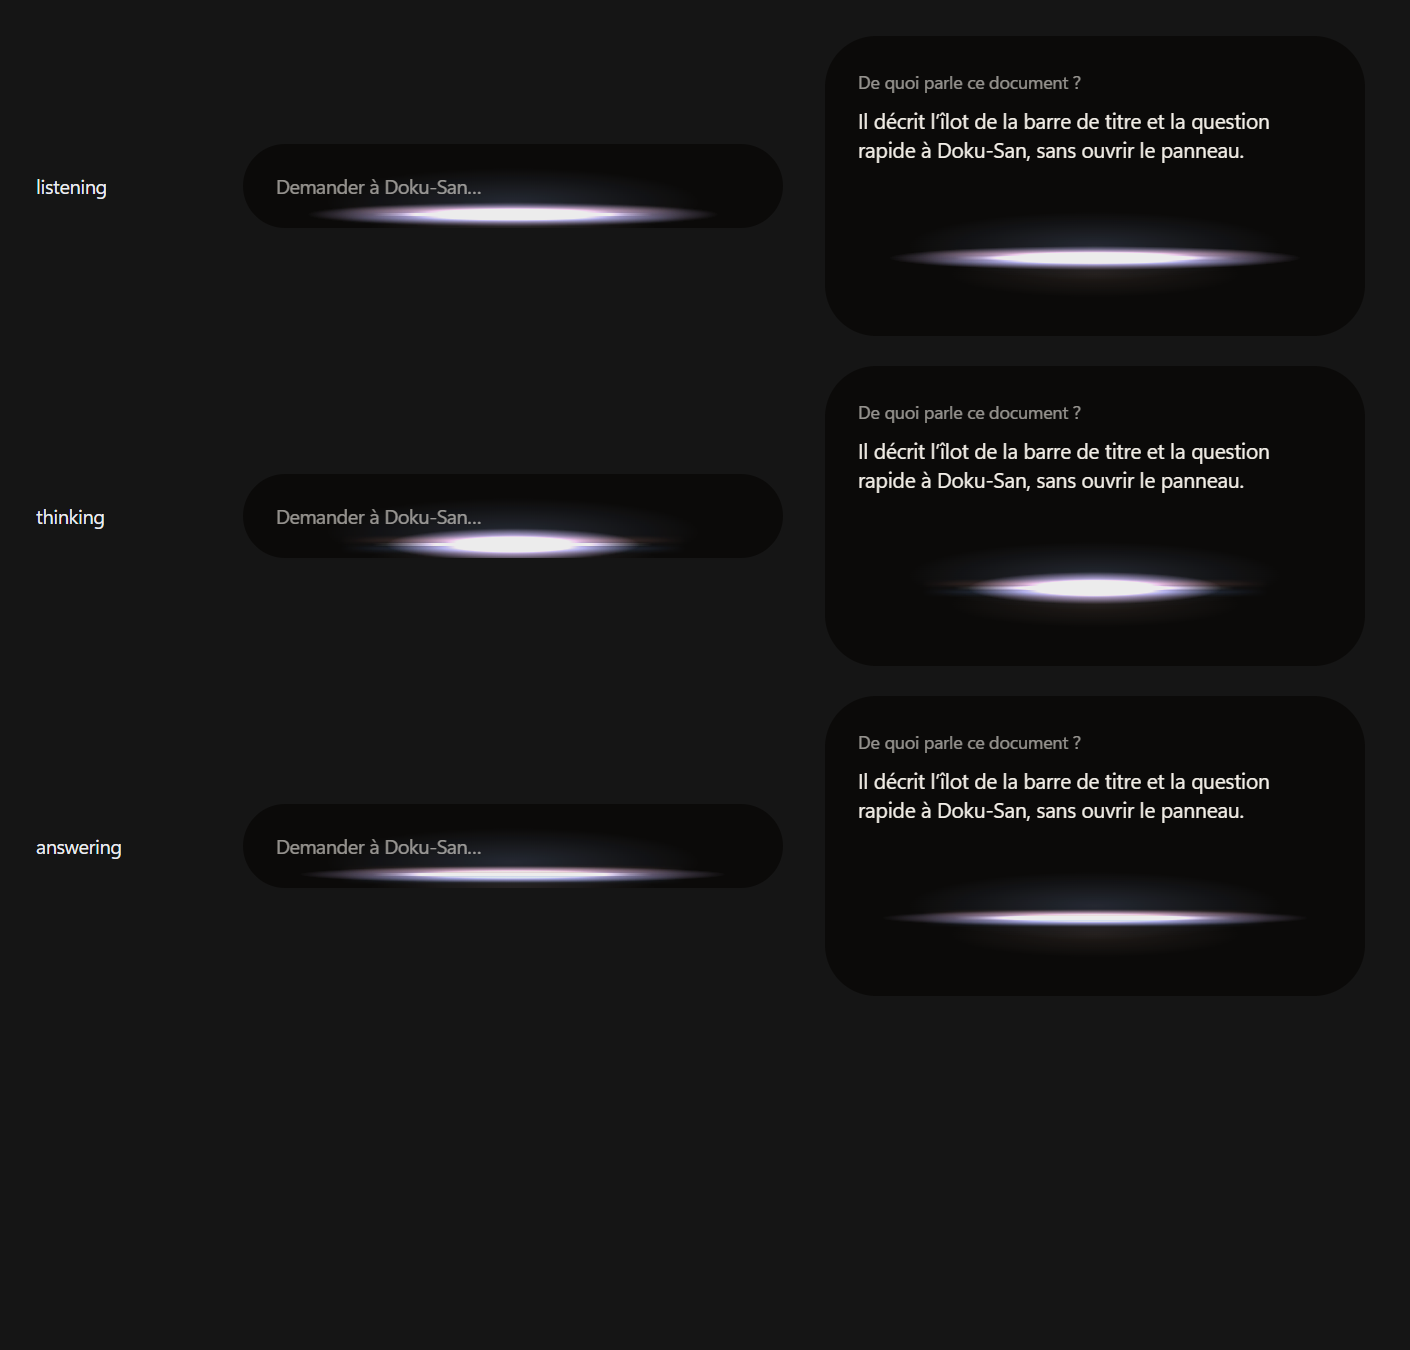 De quoi parle ce document ?
Il décrit l’îlot de la barre de titre et la question
rapide à Doku-San, sans ouvrir le panneau.
listening
Demander à Doku-San...
De quoi parle ce document ?
Il décrit l’îlot de la barre de titre et la question
rapide à Doku-San, sans ouvrir le panneau.
thinking
Demander à Doku-San...
De quoi parle ce document ?
Il décrit l’îlot de la barre de titre et la question
rapide à Doku-San, sans ouvrir le panneau.
answering
Demander à Doku-San...